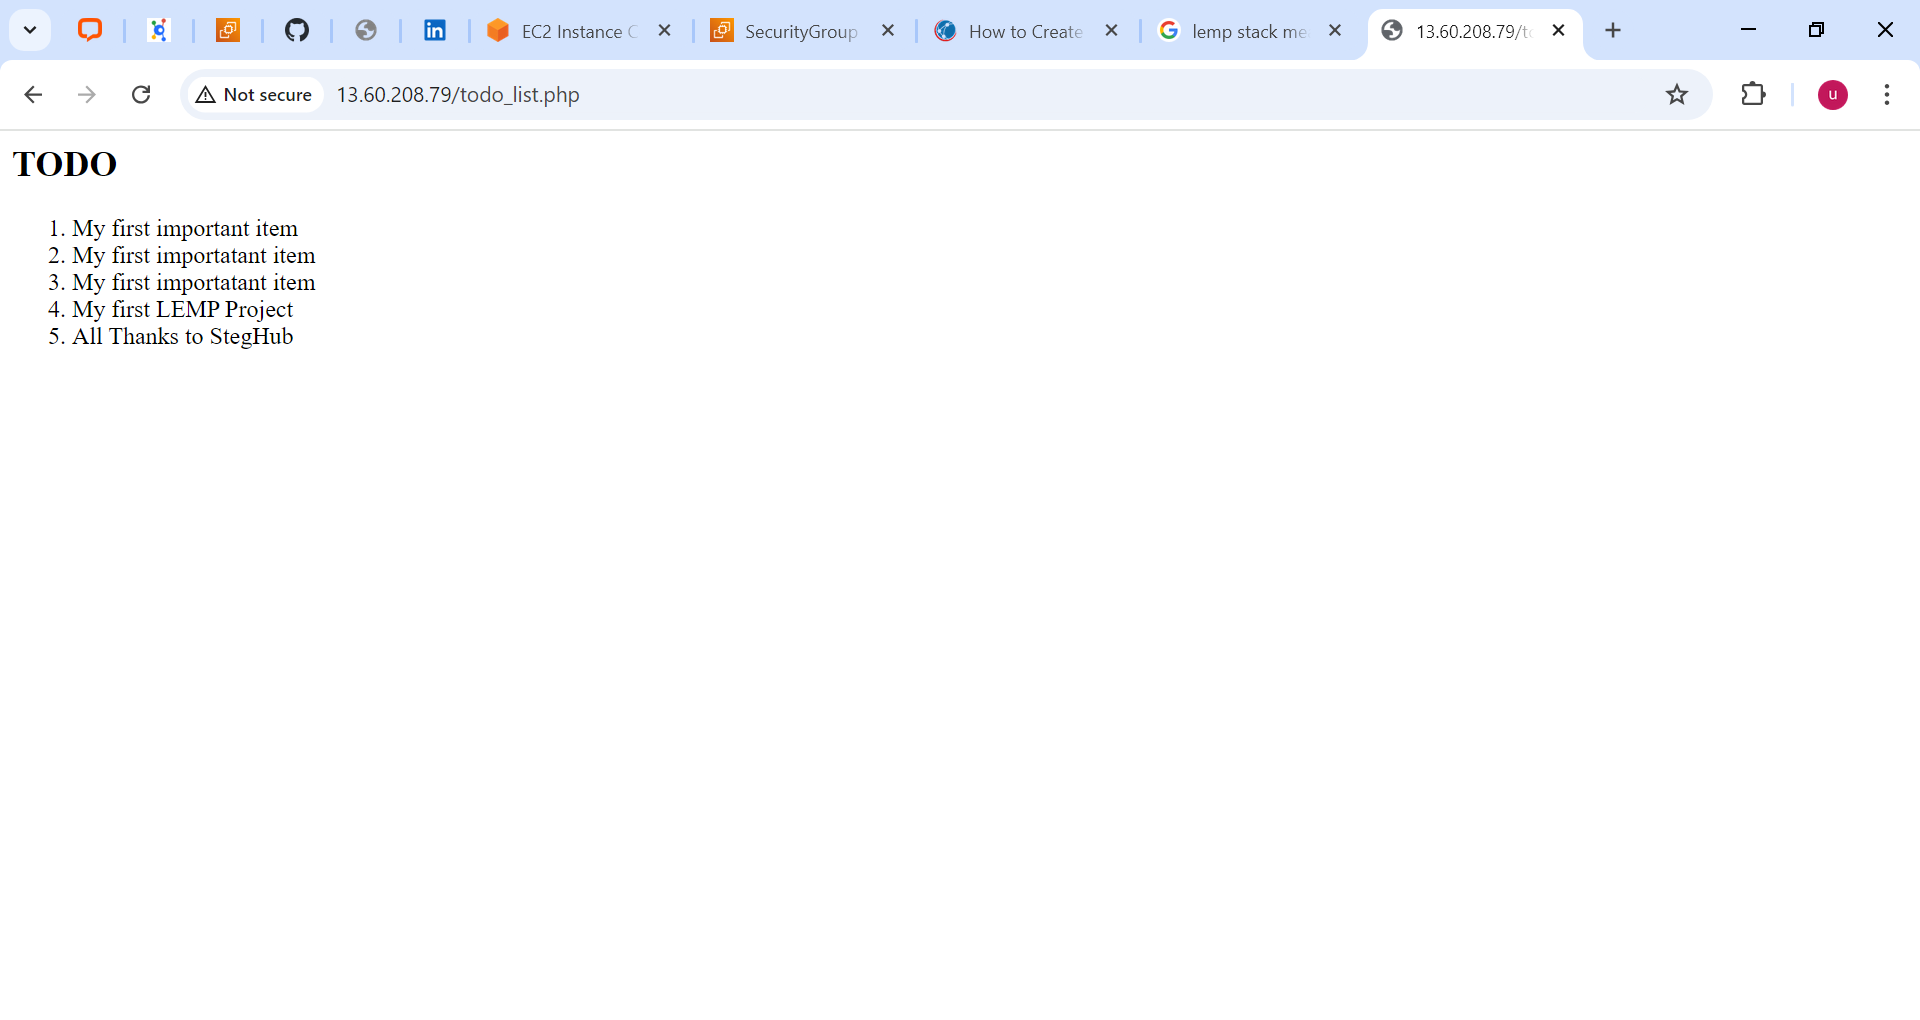 in
EC2 Instance C
SecurityGroup
How to Create
lemp stack me
13.60.208.79/to
Not secure
13.60.208.79/todo_list.php
u
TODO
1. My first important item
2. My first importatant item
3. My first importatant item
4. My first LEMP Project
5. All Thanks to StegHub